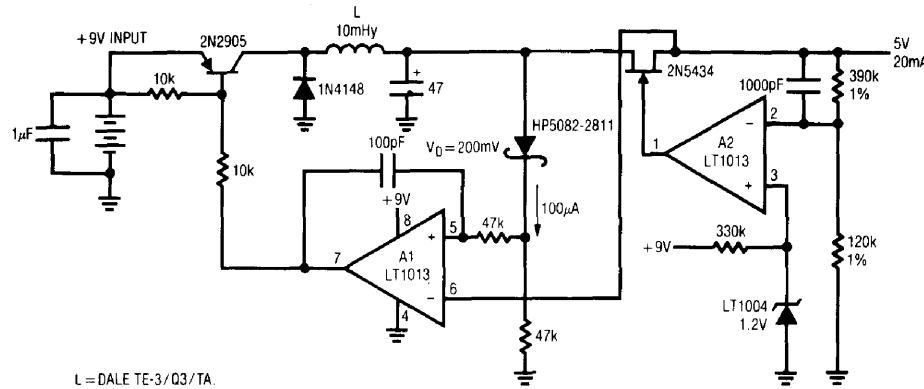 L
10mHy
+9V INPUT
2N2905
5V
20mA
10k
1N4148
+
47
2N5434
1000pF
390k
1%
1µF
HP5082-2811
100pF
V_D=200mV
1
−
2
A2
LT1013
+
3
10k
+9V
100µA
8
5
47k
330k
+9V
120k
1%
7
+
A1
LT1013
−
6
4
LT1004
1.2V
47k
L=DALE TE-3/Q3/TA.